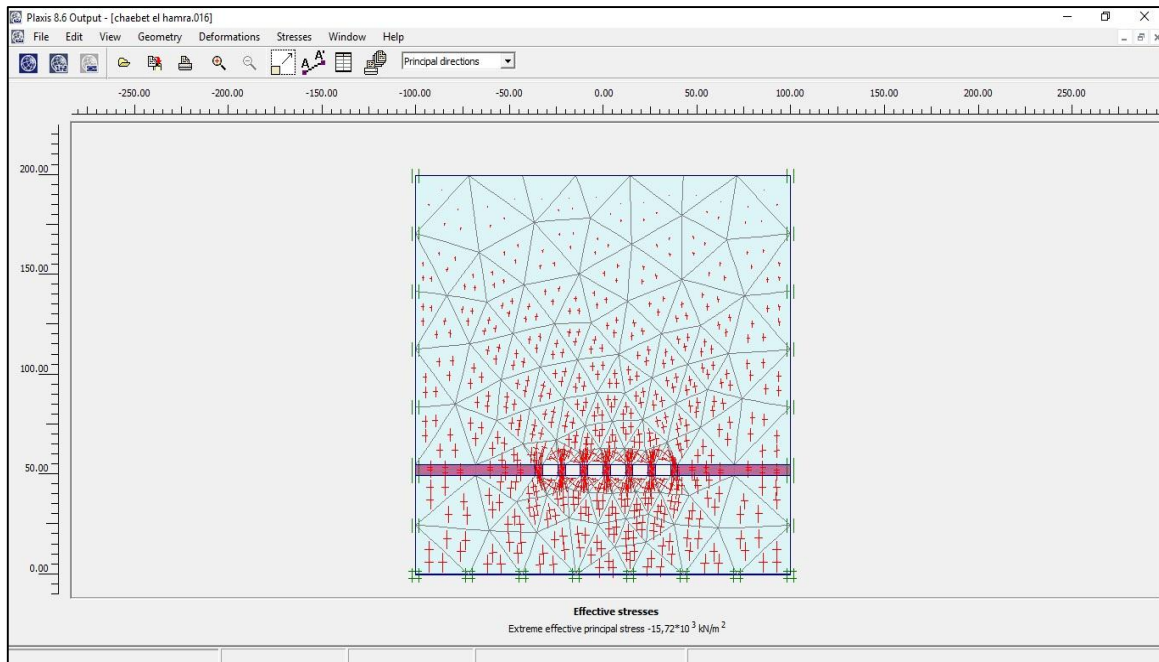 Plaxis 8.6 Output - [chaebet el hamra.016]
File Edit View Geometry Deformations Stresses Window Help
Principal directions
-250.00 -200.00 -150.00 -100.00 -50.00 0.00 50.00 100.00 150.00 200.00 250.00
200.00
150.00
100.00
50.00
0.00
Effective stresses
Extreme effective principal stress -15,72*10 3 kN/m 2